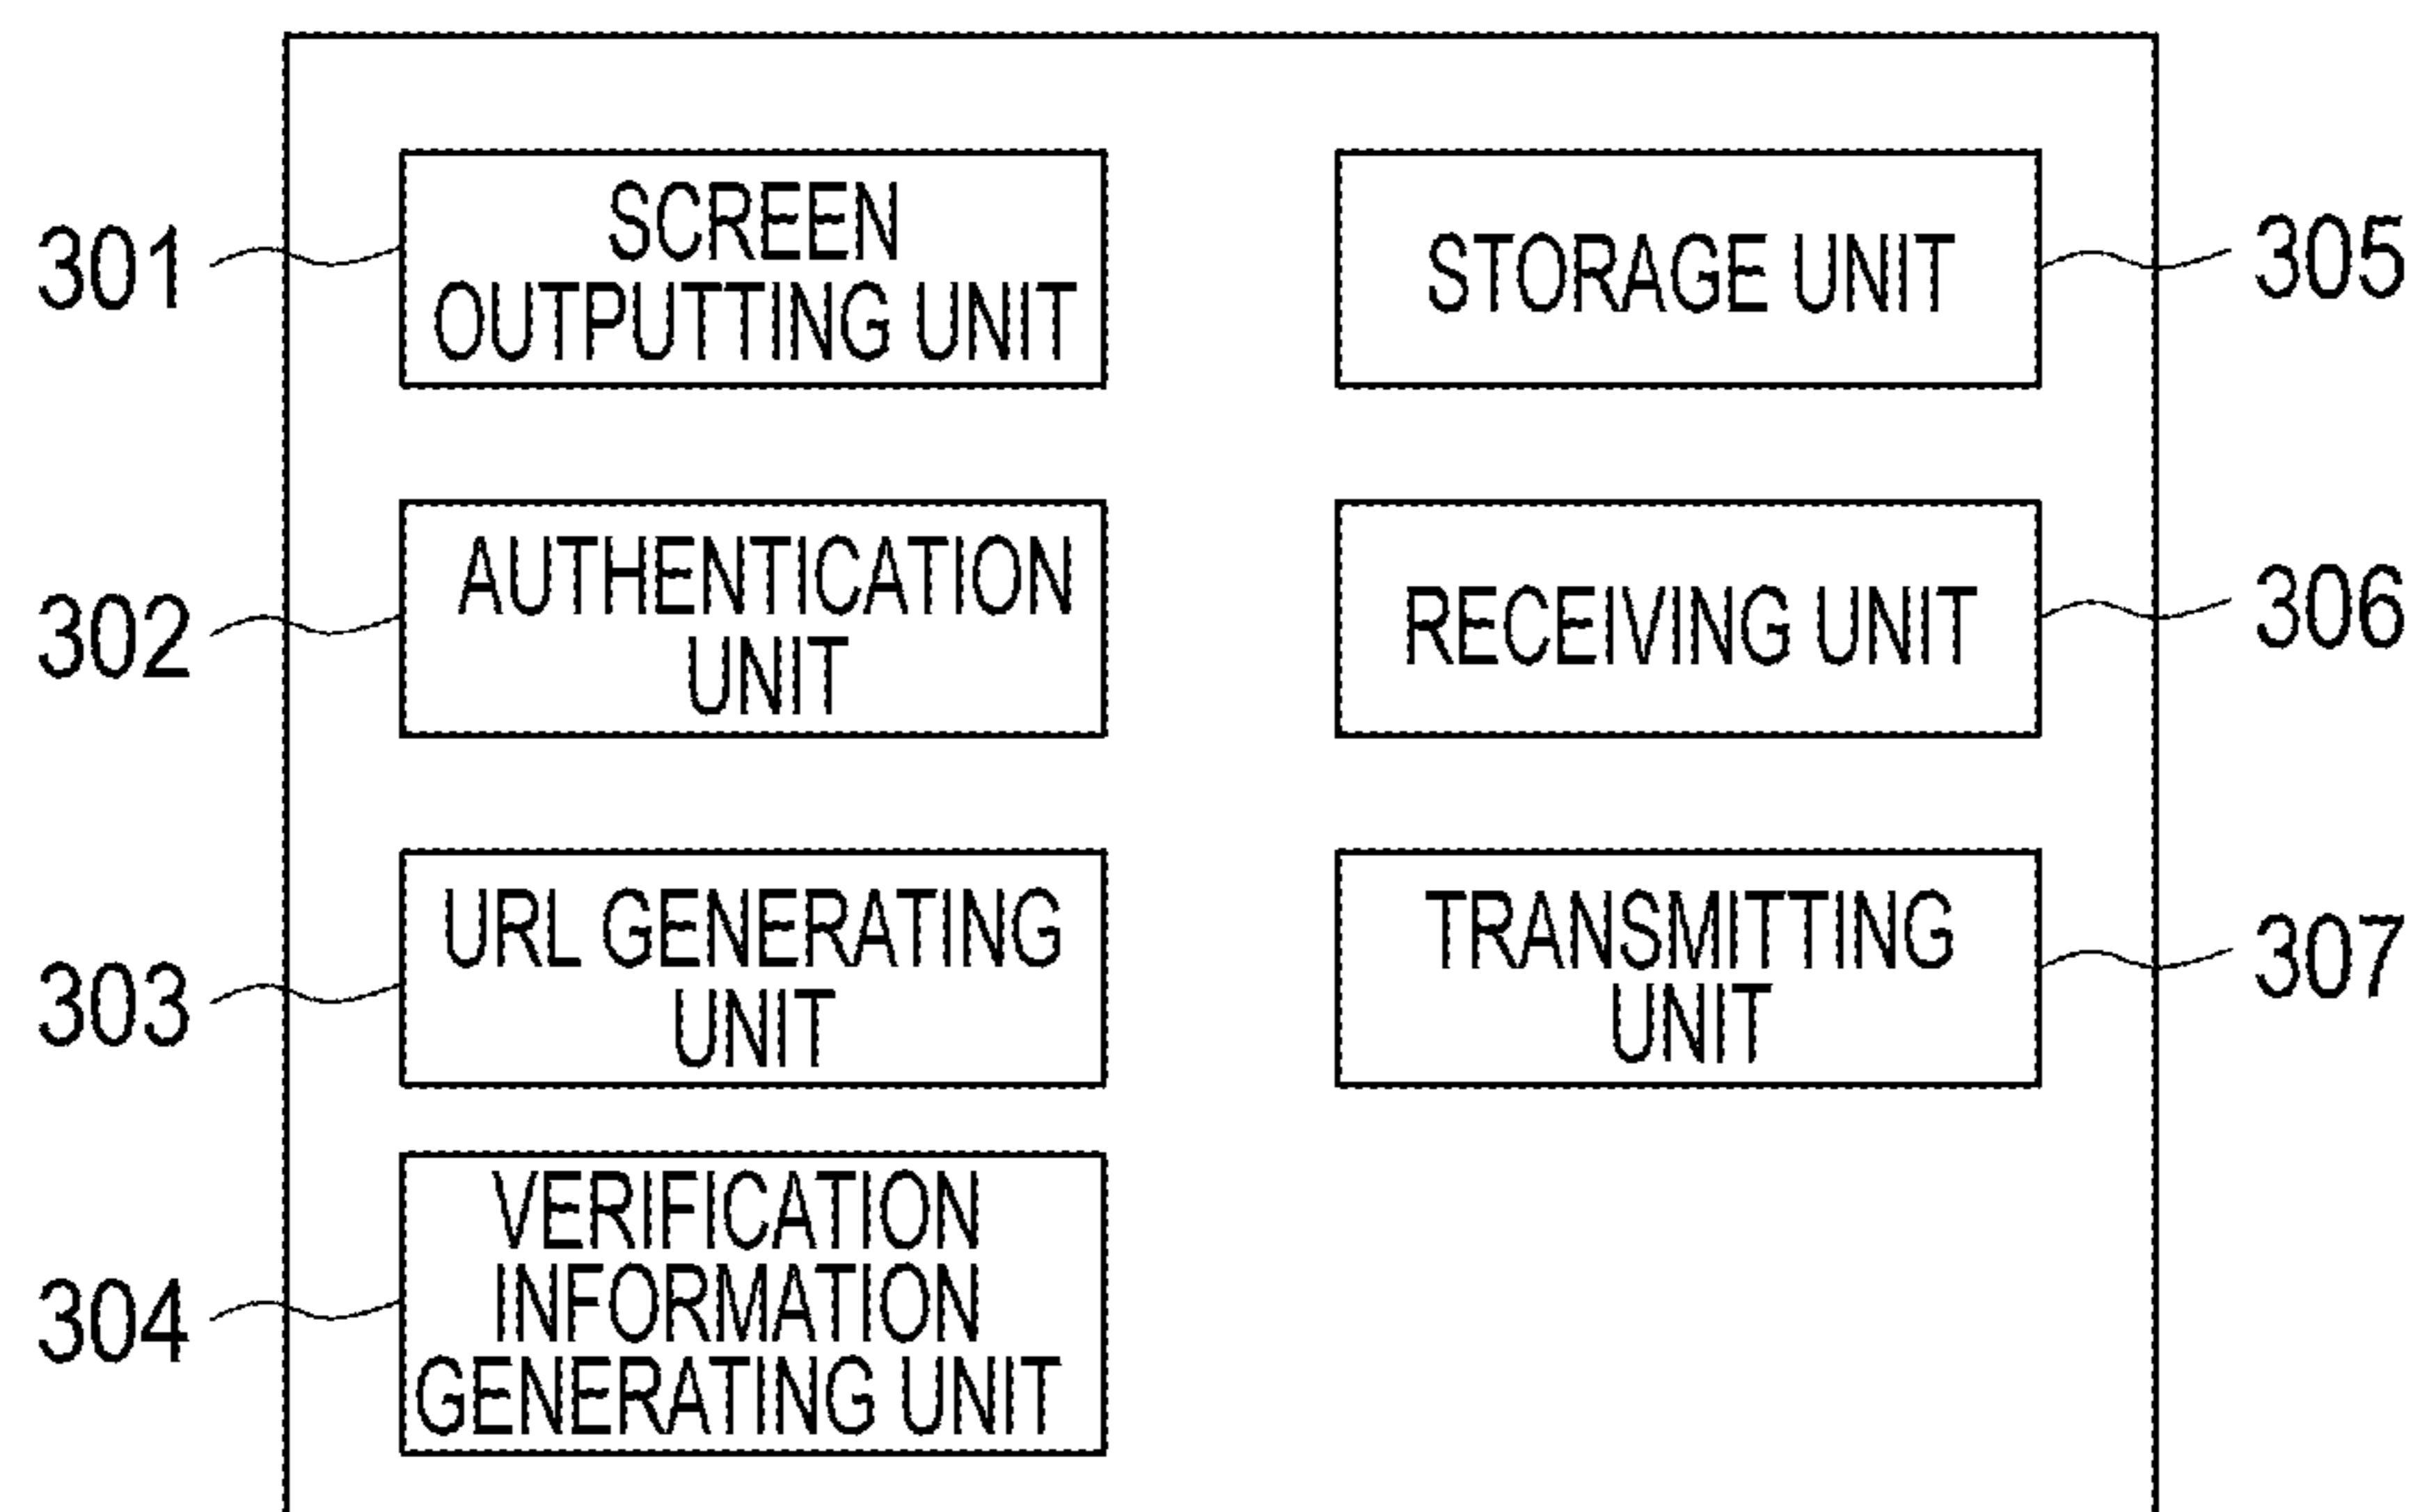 301
SCREEN
OUTPUTTING UNIT
302
AUTHENTICATION
UNIT
303
URL GENERATING
UNIT
304
VERIFICATION
INFORMATION
GENERATING UNIT
STORAGE UNIT
305
RECEIVING UNIT
306
TRANSMITTING
UNIT
307